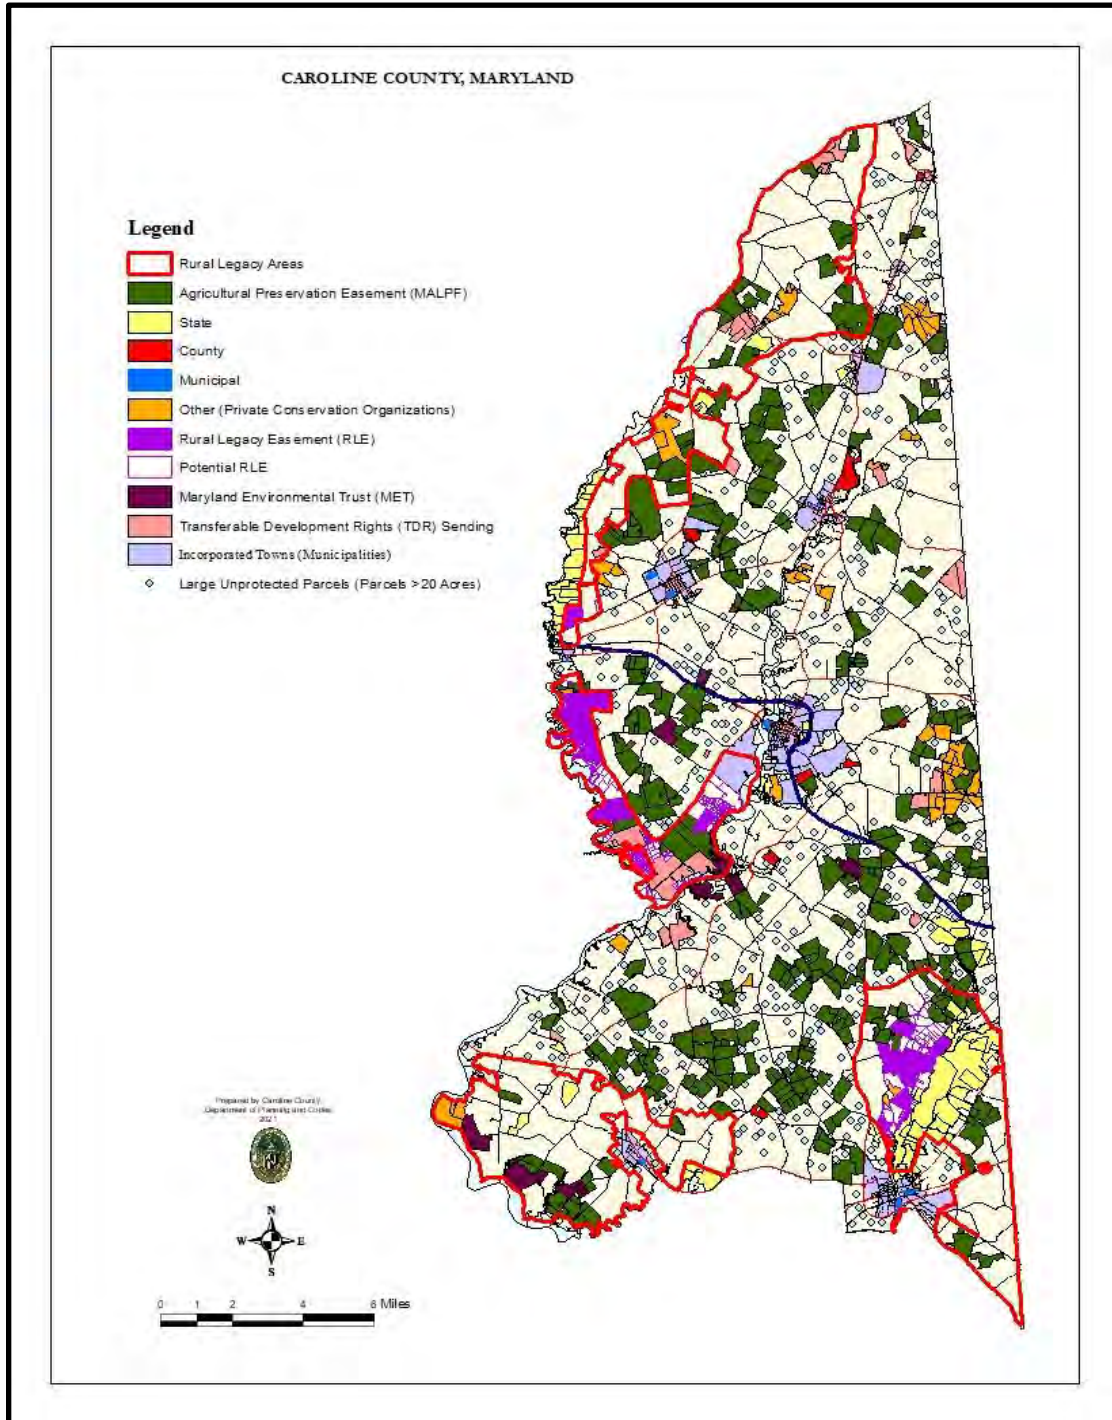 CAROLINE COUNTY, MARYLAND
Legend
Rural Legacy Areas
Agricultural Preservation Easement (MALPF)
State
County
Municipal
Other (Private Conservation Organizations)
Rural Legacy Easement (RLE)
Potential RLE
Maryland Environmental Trust (MET)
Transferable Development Rights (TDR) Sending
Incorporated Towns (Municipalities)
Large Unprotected Parcels (Parcels >20 Acres)
Prepared by Caroline County
Department of Planning and Codes
2021
N
W E
S
0 1 2 4 6 Miles